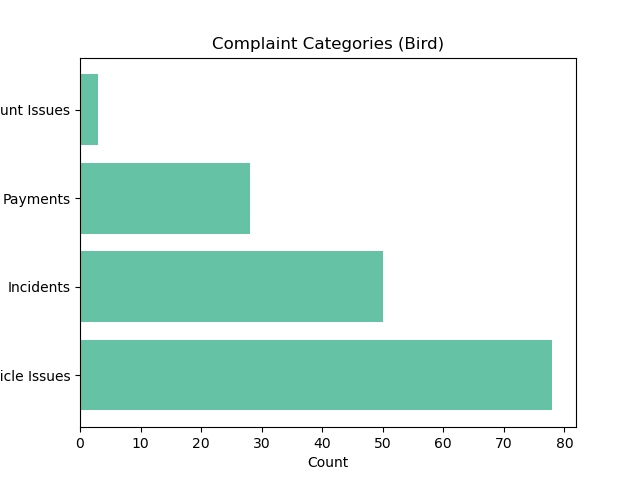 Complaint Categories (Bird)
unt Issues
Payments
Incidents
icle Issues
0 10 20 30 40 50 60 70 80
Count